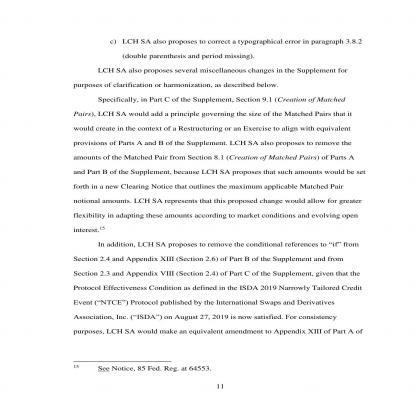 c) LCH SA also proposes to correct a typographical error in paragraph 3.8.2
(double parenthesis and period missing).
LCH SA also proposes several miscellaneous changes in the Supplement for
purposes of clarification or harmonization, as described below.
Specifically, in Part C of the Supplement, Section 9.1 (Creation of Matched
Pairs), LCH SA would add a principle governing the size of the Matched Pairs that it
would create in the context of a Restructuring or an Exercise to align with equivalent
provisions of Parts A and B of the Supplement. LCH SA also proposes to remove the
amounts of the Matched Pair from Section 8.1 (Creation of Matched Pairs) of Parts A
and Part B of the Supplement, because LCH SA proposes that such amounts would be set
forth in a new Clearing Notice that outlines the maximum applicable Matched Pair
notional amounts. LCH SA represents that this proposed change would allow for greater
flexibility in adapting these amounts according to market conditions and evolving open
interest.15
In addition, LCH SA proposes to remove the conditional references to “if” from
Section 2.4 and Appendix XIII (Section 2.6) of Part B of the Supplement and from
Section 2.3 and Appendix VIII (Section 2.4) of Part C of the Supplement, given that the
Protocol Effectiveness Condition as defined in the ISDA 2019 Narrowly Tailored Credit
Event (“NTCE”) Protocol published by the International Swaps and Derivatives
Association, Inc. (“ISDA”) on August 27, 2019 is now satisfied. For consistency
purposes, LCH SA would make an equivalent amendment to Appendix XIII of Part A of
15 See Notice, 85 Fed. Reg. at 64553.
11